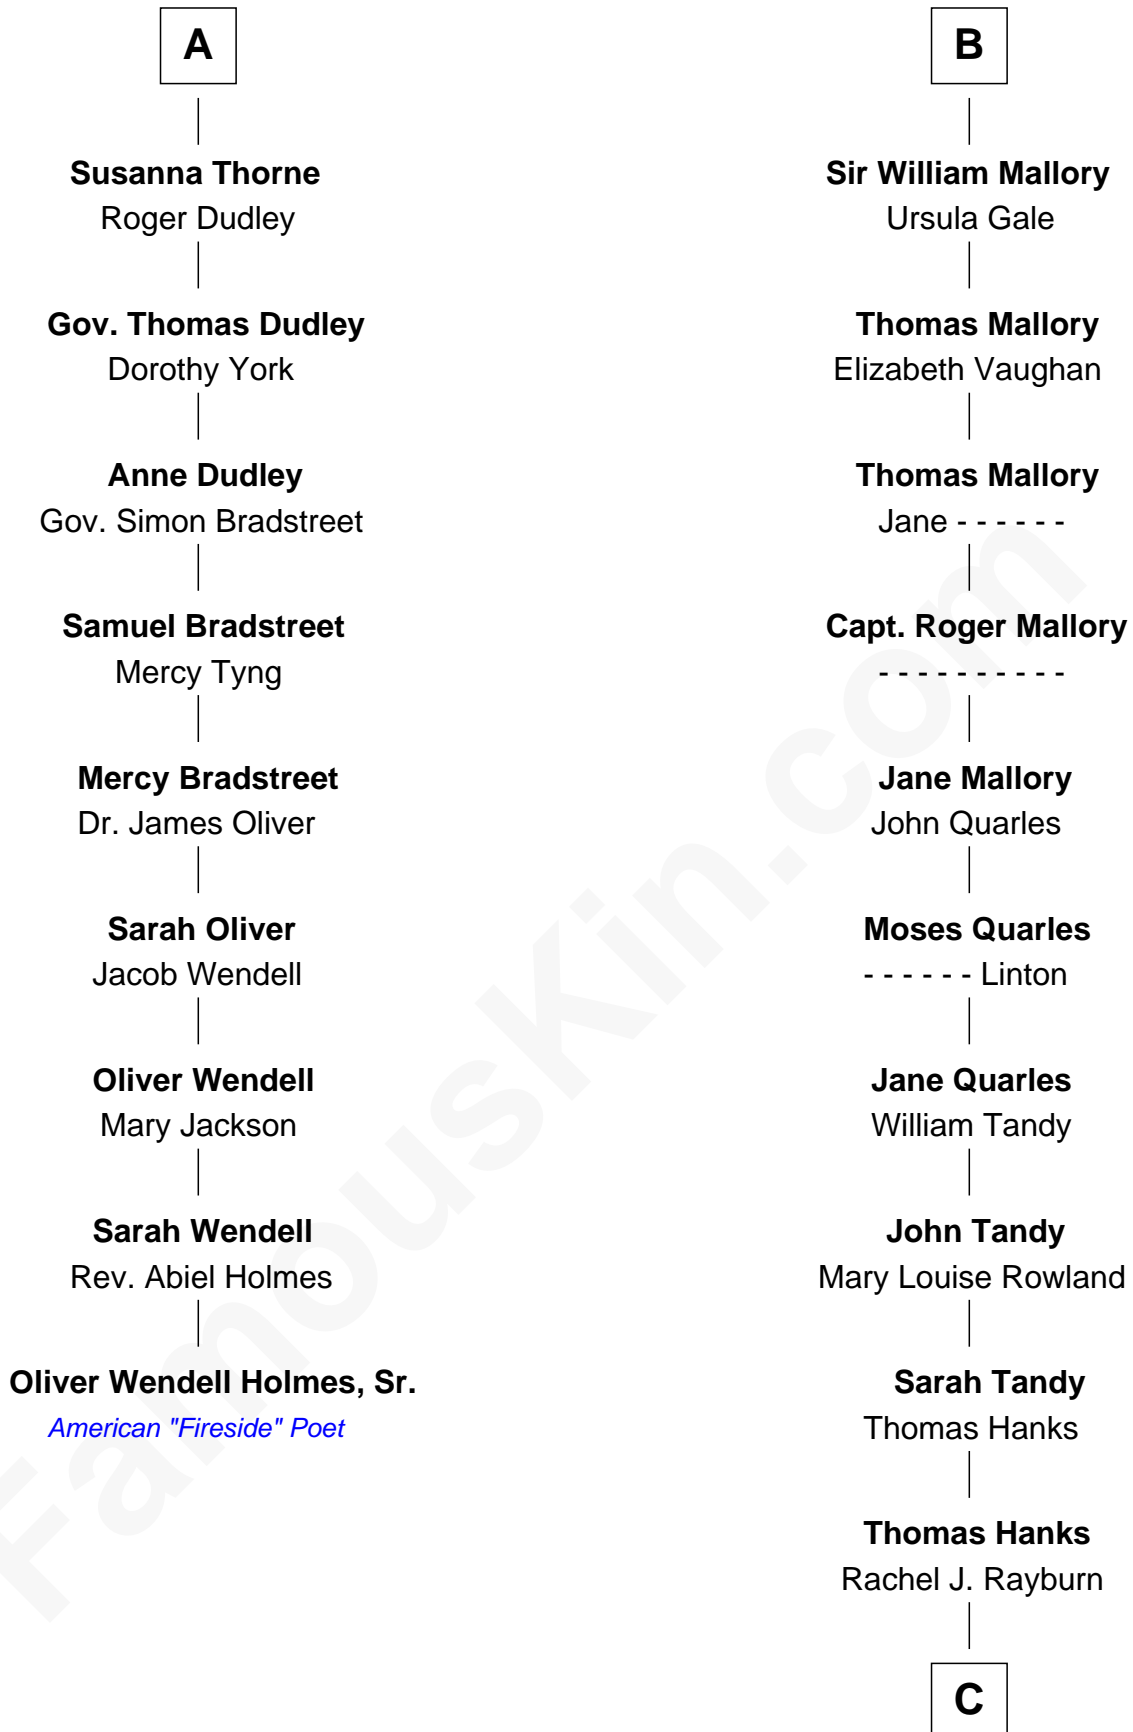 A
Susanna Thorne
Roger Dudley
Gov. Thomas Dudley
Dorothy York
Anne Dudley
Gov. Simon Bradstreet
Samuel Bradstreet
Mercy Tyng
Mercy Bradstreet
Dr. James Oliver
Sarah Oliver
Jacob Wendell
Oliver Wendell
Mary Jackson
Sarah Wendell
Rev. Abiel Holmes
Oliver Wendell Holmes, Sr.
American "Fireside" Poet
B
Sir William Mallory
Ursula Gale
Thomas Mallory
Elizabeth Vaughan
Thomas Mallory
Jane - - - - - -
Capt. Roger Mallory
- - - - - - - - - -
Jane Mallory
John Quarles
Moses Quarles
- - - - - - Linton
Jane Quarles
William Tandy
John Tandy
Mary Louise Rowland
Sarah Tandy
Thomas Hanks
Thomas Hanks
Rachel J. Rayburn
C
FamousKin.com